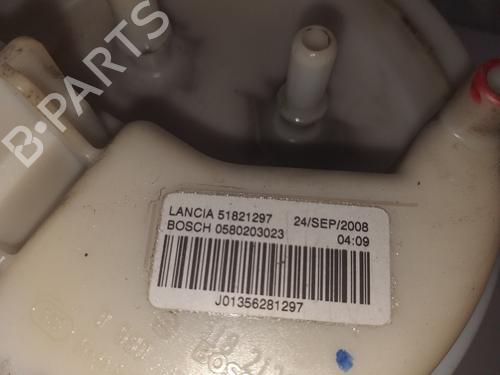 B-PARTS
LANCIA 51821297 24/SEP/2008
BOSCH 0580203023 04:09
J01356281297